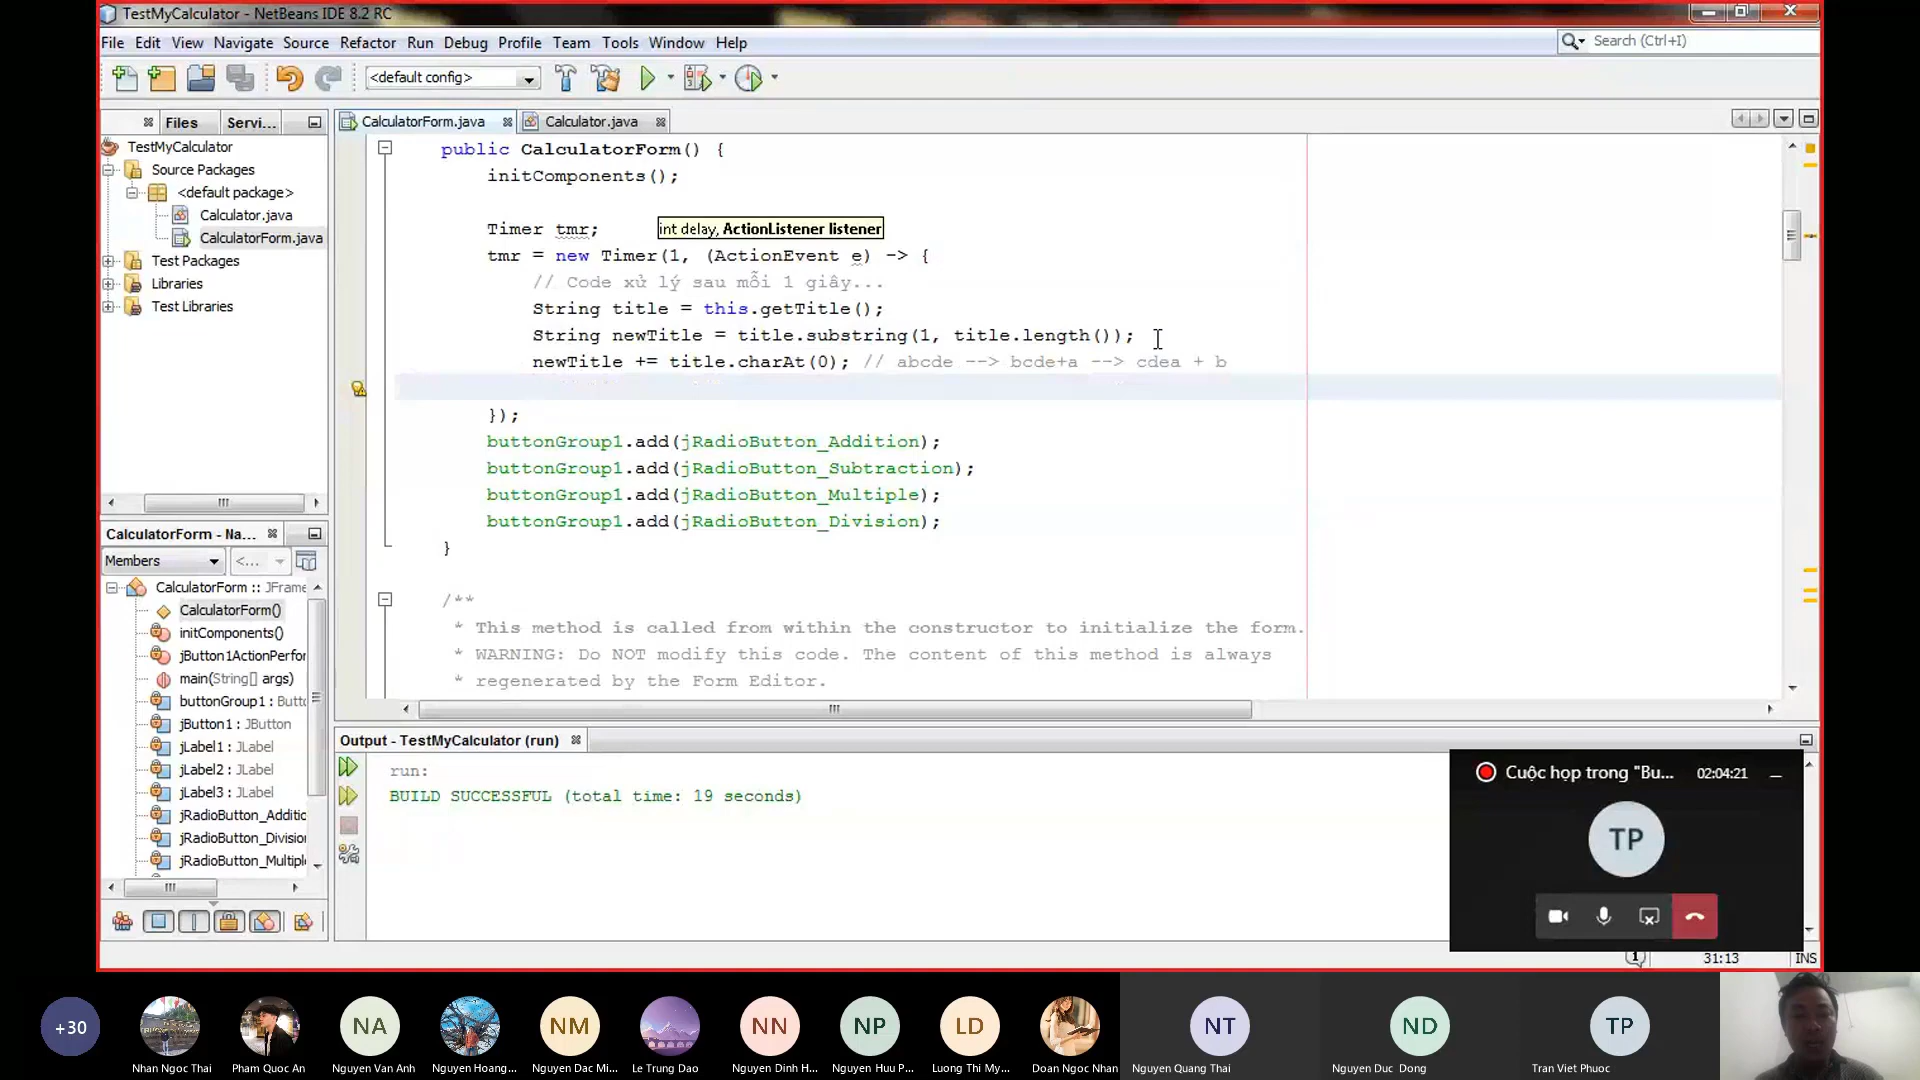 TestMyCalculator - NetBeans IDE 8.2 RC
File Edit View Navigate Source Refactor Run Debug Profile Team Tools Window Help
Search (Ctrl+I)
<default config>
Files
Servi...
CalculatorForm.java
Calculator.java
TestMyCalculator
Source Packages
<default package>
Calculator.java
CalculatorForm.java
Test Packages
Libraries
Test Libraries
public CalculatorForm() {
initComponents();
Timer tmr;
int delay, ActionListener listener
tmr = new Timer(1, (ActionEvent e) -> {
// Code xử lý sau mỗi 1 giây...
String title = this.getTitle();
String newTitle = title.substring(1, title.length());
newTitle += title.charAt(0); // abcde --> bcde+a --> cdea + b
});
buttonGroup1.add(jRadioButton_Addition);
buttonGroup1.add(jRadioButton_Subtraction);
buttonGroup1.add(jRadioButton_Multiple);
buttonGroup1.add(jRadioButton_Division);
}
/**
* This method is called from within the constructor to initialize the form.
* WARNING: Do NOT modify this code. The content of this method is always
* regenerated by the Form Editor.
CalculatorForm - Na...
Members
<...
CalculatorForm :: JFrame
CalculatorForm()
initComponents()
jButton1ActionPerfor
main(String[] args)
buttonGroup1 : Butto
jButton1 : JButton
jLabel1 : JLabel
jLabel2 : JLabel
jLabel3 : JLabel
jRadioButton_Additio
jRadioButton_Division
jRadioButton_Multiple
Output - TestMyCalculator (run)
run:
BUILD SUCCESSFUL (total time: 19 seconds)
Cuộc họp trong "Bu... 02:04:21
TP
1
31:13
INS
+30
NA
NM
NN
NP
LD
NT
ND
TP
Nhan Ngoc Thai
Pham Quoc An
Nguyen Van Anh
Nguyen Hoang...
Nguyen Dac Mi...
Le Trung Dao
Nguyen Dinh H...
Nguyen Huu P...
Luong Thi My...
Doan Ngoc Nhan
Nguyen Quang Thai
Nguyen Duc Dong
Tran Viet Phuoc